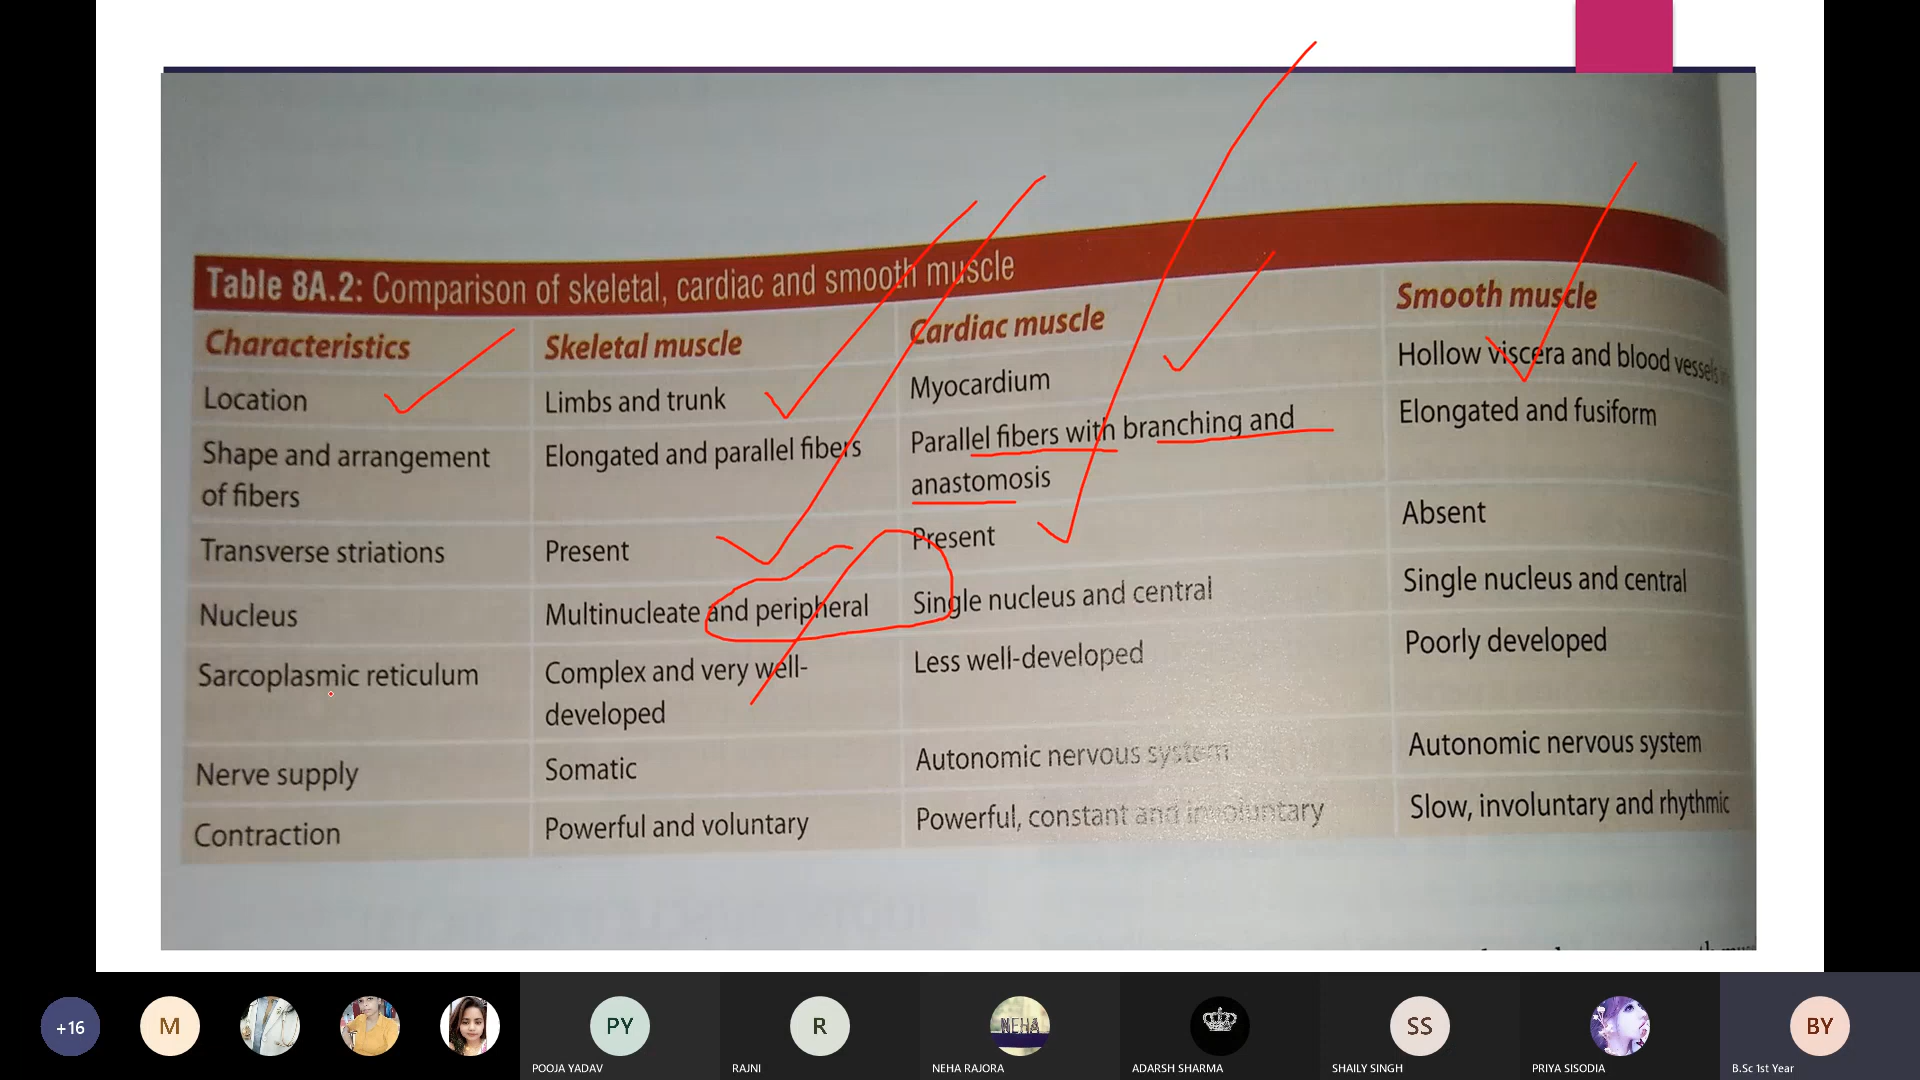 Table 8A.2: Comparison of skeletal, cardiac and smooth muscle
Characteristics Skeletal muscle Cardiac muscle Smooth muscle
Location Limbs and trunk Myocardium Hollow viscera and blood vessels
Shape and arrangement Elongated and parallel fibers Parallel fibers with branching and Elongated and fusiform
of fibers anastomosis
Transverse striations Present Present Absent
Nucleus Multinucleate and peripheral Single nucleus and central Single nucleus and central
Sarcoplasmic reticulum Complex and very well- Less well-developed Poorly developed
developed
Nerve supply Somatic Autonomic nervous system Autonomic nervous system
Contraction Powerful and voluntary Powerful, constant and involuntary Slow, involuntary and rhythmic
+16 M PY R NEHA SS BY
POOJA YADAV RAJNI NEHA RAJORA ADARSH SHARMA SHAILY SINGH PRIYA SISODIA B.Sc 1st Year